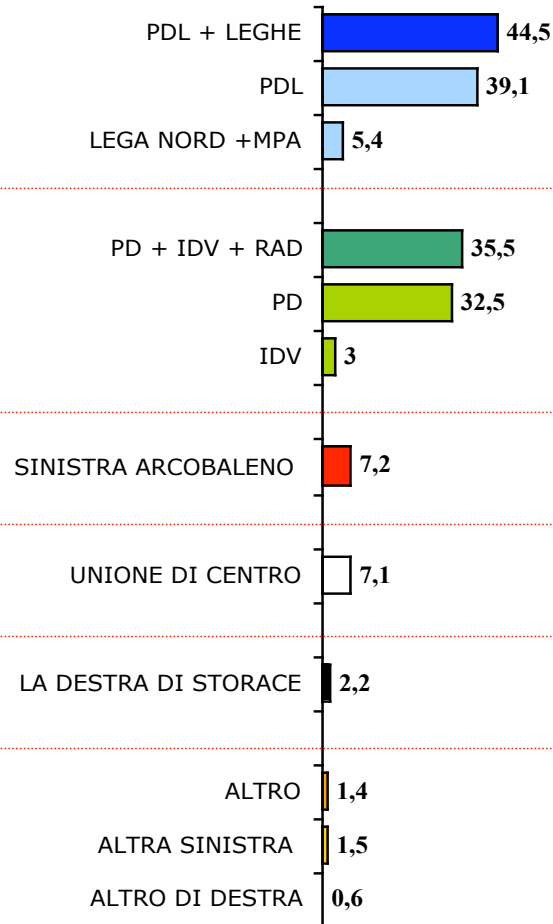 PDL + LEGHE 44,5
PDL 39,1
LEGA NORD +MPA 5,4
PD + IDV + RAD 35,5
PD 32,5
IDV 3
SINISTRA ARCOBALENO 7,2
UNIONE DI CENTRO 7,1
LA DESTRA DI STORACE 2,2
ALTRO 1,4
ALTRA SINISTRA 1,5
ALTRO DI DESTRA 0,6